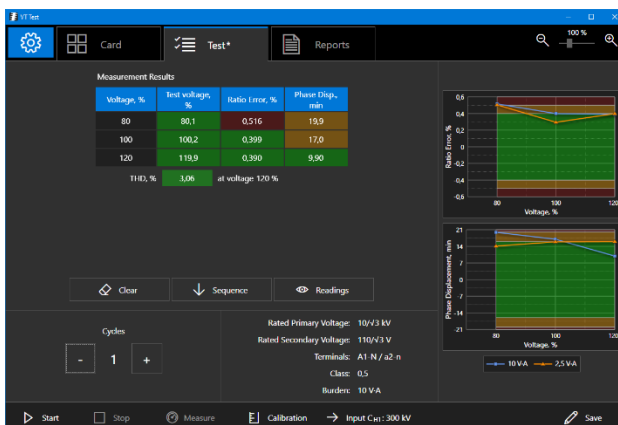 VT Test
Card
Test*
Reports
100 %
Measurement Results
Voltage, % Test voltage, % Ratio Error, % Phase Disp., min
80 80,1 0,516 19,9
100 100,2 0,399 17,0
120 119,9 0,390 9,90
THD, % 3,06 at voltage 120 %
Clear
Sequence
Readings
Cycles
- 1 +
Rated Primary Voltage: 10/√3 kV
Rated Secondary Voltage: 110/√3 V
Terminals: A1-N / a2-n
Class: 0,5
Burden: 10 V·A
Ratio Error, %
0,6
0,4
0,2
0
-0,2
-0,4
-0,6
80 100 120
Voltage, %
Phase Displacement, min
21
14
7
0
-7
-14
-21
80 100 120
Voltage, %
10 V·A 2,5 V·A
Start
Stop
Measure
Calibration
Input CH1: 300 kV
Save